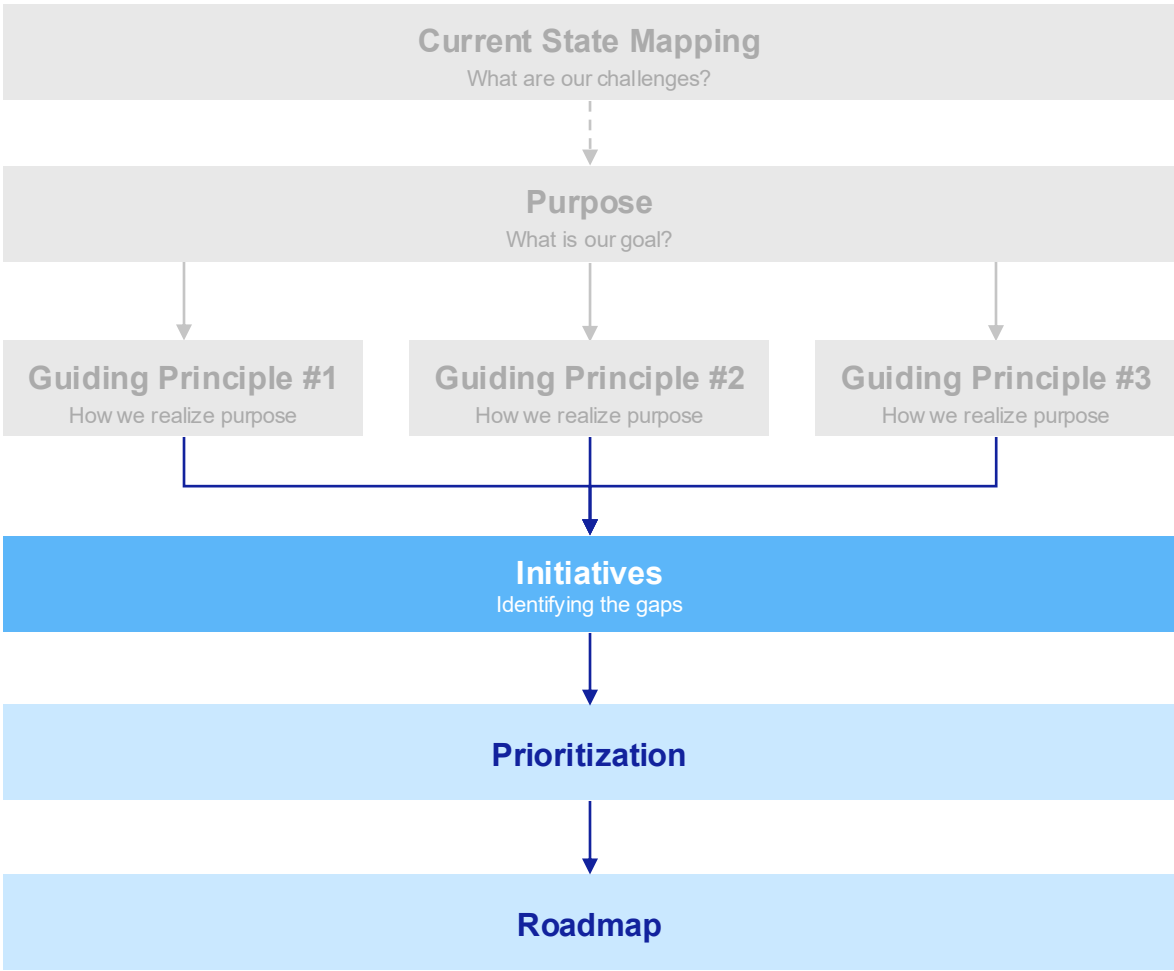 Current State Mapping
What are our challenges?
Purpose
What is our goal?
Guiding Principle #1
How we realize purpose
Guiding Principle #2
How we realize purpose
Guiding Principle #3
How we realize purpose
Initiatives
Identifying the gaps
Prioritization
Roadmap